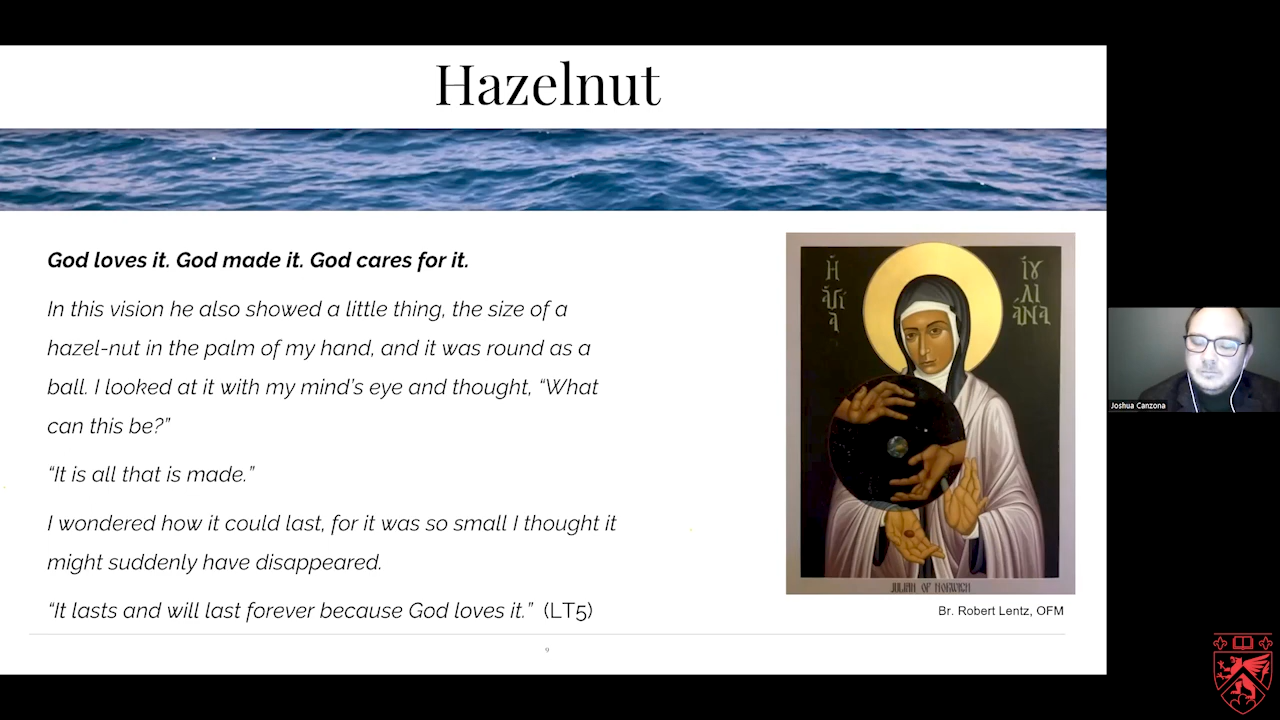 Hazelnut
God loves it. God made it. God cares for it.
In this vision he also showed a little thing, the size of a
hazel-nut in the palm of my hand, and it was round as a
ball. I looked at it with my mind’s eye and thought, “What
can this be?”
“It is all that is made.”
I wondered how it could last, for it was so small I thought it
might suddenly have disappeared.
“It lasts and will last forever because God loves it.” (LT5)
JULIAN OF NORWICH
Br. Robert Lentz, OFM
9
Joshua Canzona